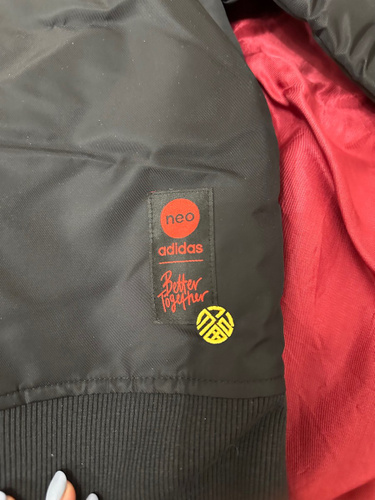 neo
adidas
Better
Together